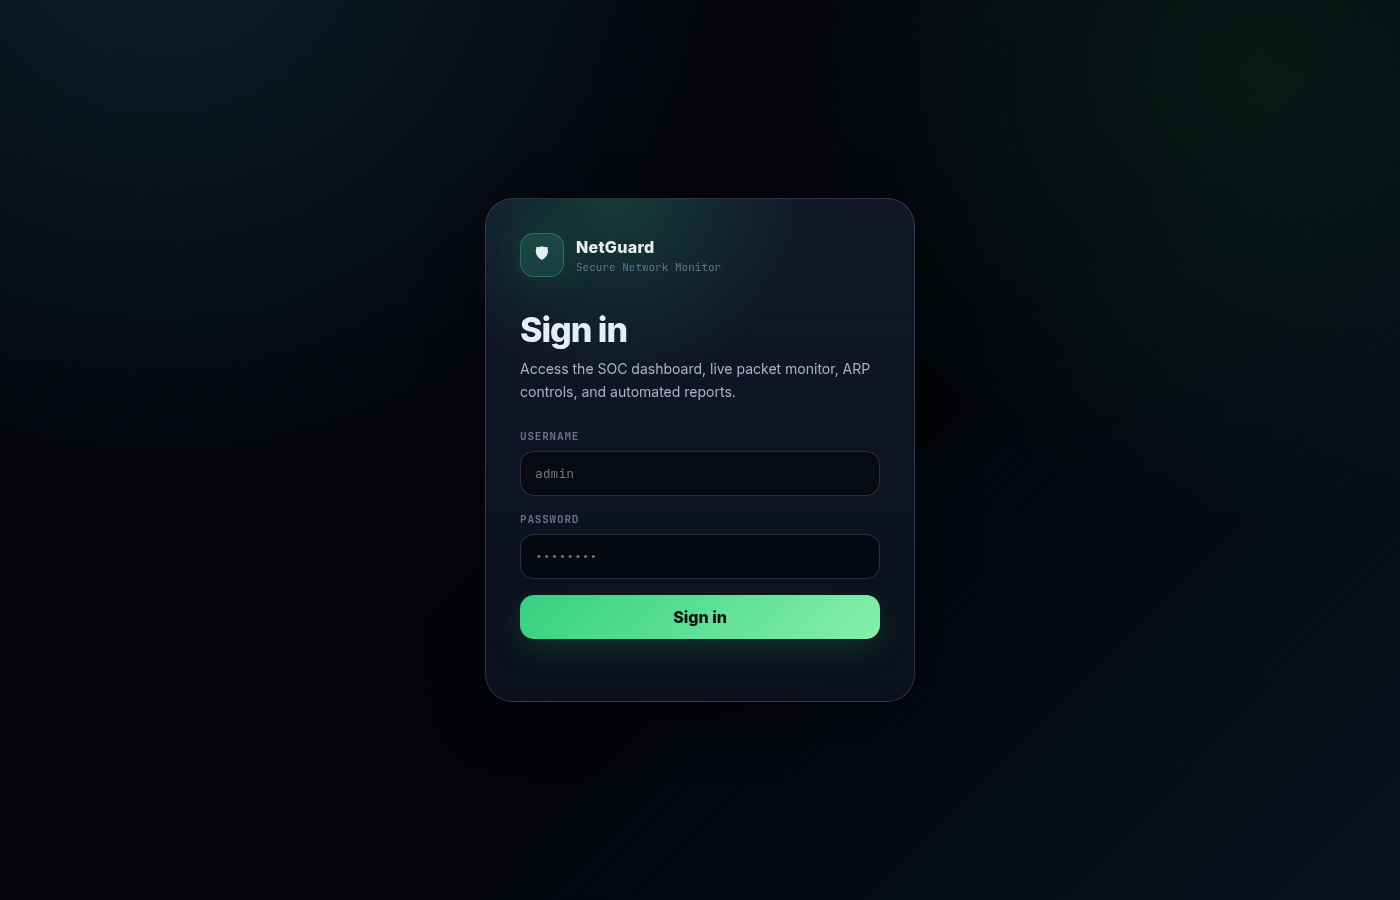 NetGuard
Secure Network Monitor
Sign in
Access the SOC dashboard, live packet monitor, ARP
controls, and automated reports.
USERNAME
admin
PASSWORD
••••••••
Sign in